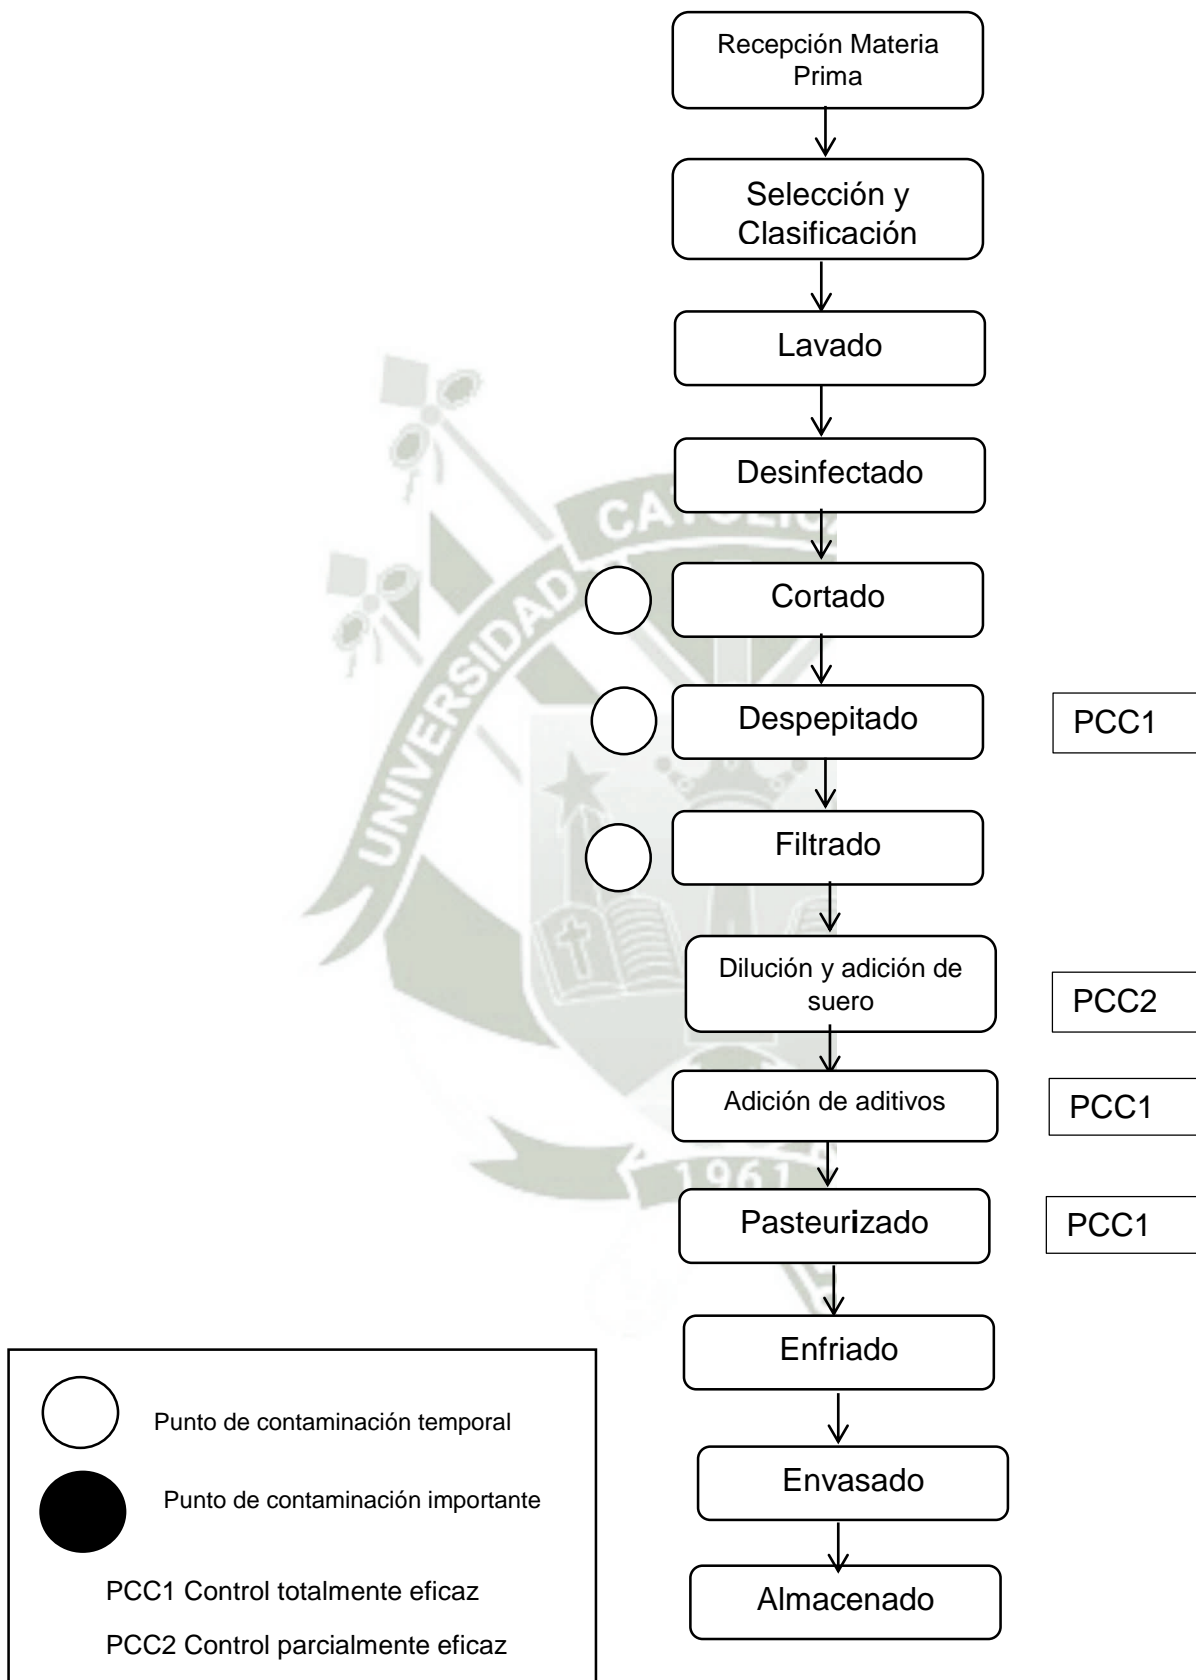 Recepción Materia
Prima
Selección y
Clasificación
Lavado
Desinfectado
Cortado
Despepitado
PCC1
Filtrado
Dilución y adición de
suero
PCC2
Adición de aditivos
PCC1
Pasteurizado
PCC1
Enfriado
Envasado
Almacenado
Punto de contaminación temporal
Punto de contaminación importante
PCC1 Control totalmente eficaz
PCC2 Control parcialmente eficaz
UNIVERSIDAD
1961